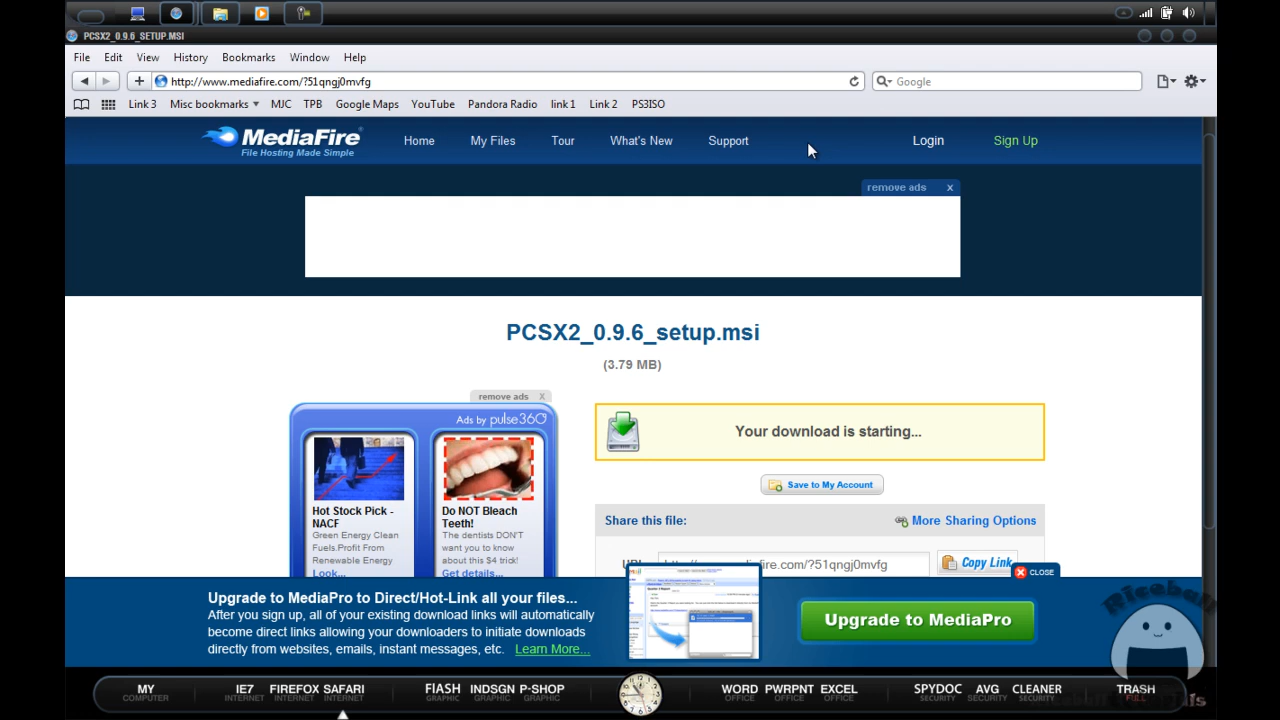 PCSX2_0.9.6_SETUP.MSI
File Edit View History Bookmarks Window Help
http://www.mediafire.com/?51qngj0mvfg Google
Link 3 Misc bookmarks MJC TPB Google Maps YouTube Pandora Radio link 1 Link 2 PS3ISO
MediaFire Home My Files Tour What's New Support Login Sign Up
File Hosting Made Simple
remove ads x
PCSX2_0.9.6_setup.msi
(3.79 MB)
remove ads X
Ads by pulse360
Your download is starting...
Save to My Account
Hot Stock Pick -
NACF
Green Energy Clean
Fuels.Profit From
Renewable Energy
Look...
Do NOT Bleach
Teeth!
The dentists DON'T
want you to know
about this $4 trick!
Get details...
Share this file: More Sharing Options
fire.com/?51qngj0mvfg Copy Link
CLOSE
Upgrade to MediaPro to Direct/Hot-Link all your files...
After you sign up, all of your existing download links will automatically
become direct links allowing your downloaders to initiate downloads
directly from websites, emails, instant messages, etc. Learn More...
Upgrade to MediaPro
MY IE7 FIREFOX SAFARI FlASH INDSGN P-SHOP WORD PWRPNT EXCEL SPYDOC AVG CLEANER TRASH
COMPUTER INTERNET INTERNET INTERNET GRAPHIC GRAPHIC GRAPHIC OFFICE OFFICE OFFICE SECURITY SECURITY SECURITY FULL